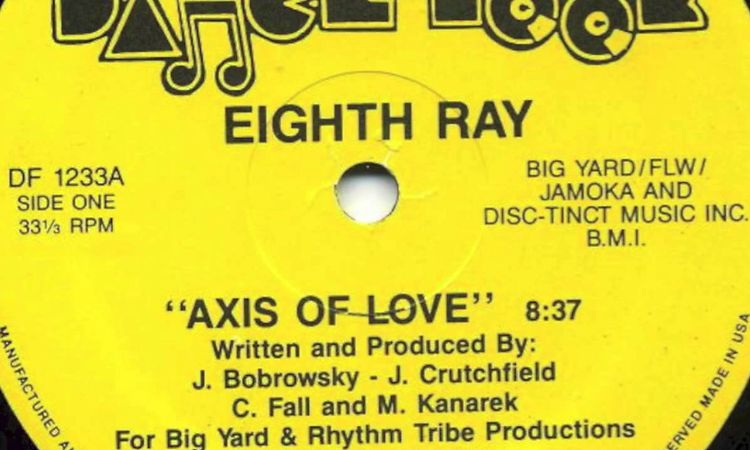 DANCE FLOOR
EIGHTH RAY
DF 1233A
SIDE ONE
33⅓ RPM
BIG YARD/FLW/
JAMOKA AND
DISC-TINCT MUSIC INC.
B.M.I.
"AXIS OF LOVE" 8:37
Written and Produced By:
J. Bobrowsky - J. Crutchfield
C. Fall and M. Kanarek
For Big Yard & Rhythm Tribe Productions
MANUFACTURED
MADE IN USA